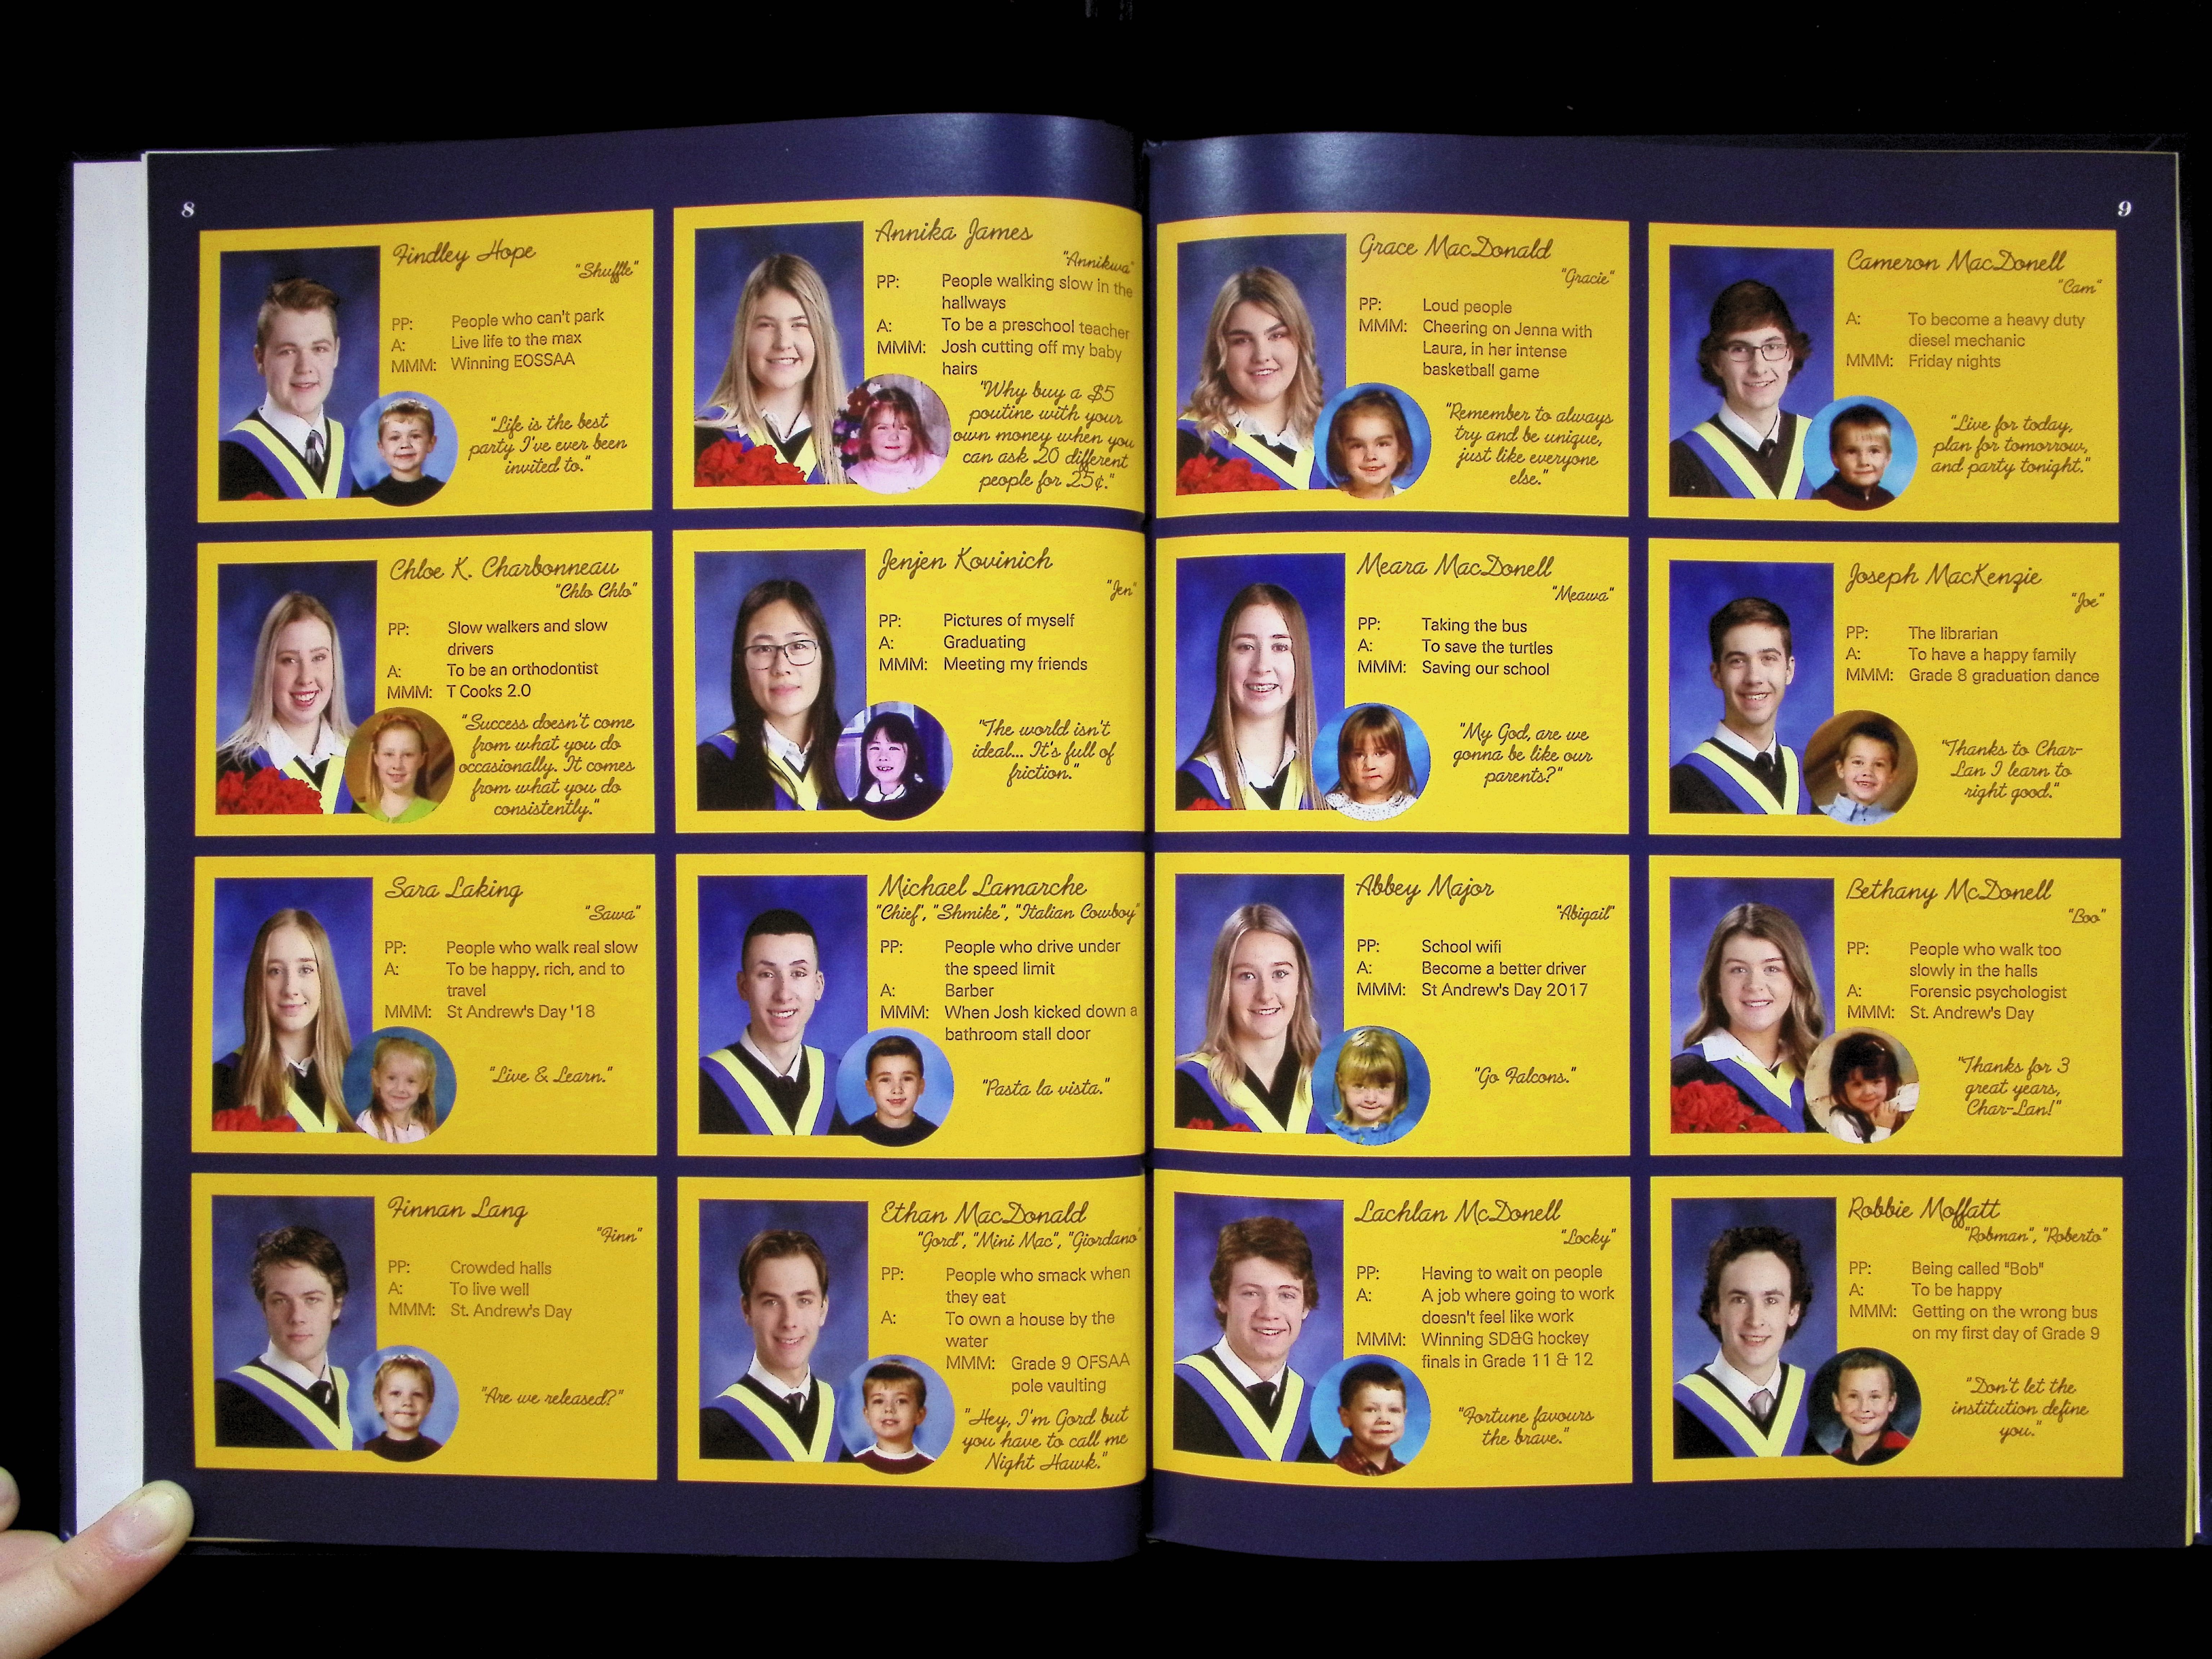 8
Findley Hope
"Shuffle"
PP: People who can't park
A: Live life to the max
MMM: Winning EOSSAA
"Life is the best
party I've ever been
invited to."
Annika James
"Annikwa"
PP: People walking slow in the
hallways
A: To be a preschool teacher
MMM: Josh cutting off my baby
hairs
"Why buy a $5
poutine with your
own money when you
can ask 20 different
people for 25¢."
Chloe K. Charbonneau
"Chlo Chlo"
PP: Slow walkers and slow
drivers
A: To be an orthodontist
MMM: T Cooks 2.0
"Success doesn't come
from what you do
occasionally. It comes
from what you do
consistently."
Jenjen Kovinich
"Jen"
PP: Pictures of myself
A: Graduating
MMM: Meeting my friends
"The world isn't
ideal... It's full of
friction."
Sara Laking
"Sawa"
PP: People who walk real slow
A: To be happy, rich, and to
travel
MMM: St Andrew's Day '18
"Live & Learn."
Michael Lamarche
"Chief", "Shmike", "Italian Cowboy"
PP: People who drive under
the speed limit
A: Barber
MMM: When Josh kicked down a
bathroom stall door
"Pasta la vista."
Finnan Lang
"Finn"
PP: Crowded halls
A: To live well
MMM: St. Andrew's Day
"Are we released?"
Ethan MacDonald
"Gord", "Mini Mac", "Giordano"
PP: People who smack when
they eat
A: To own a house by the
water
MMM: Grade 9 OFSAA
pole vaulting
"Hey, I'm Gord but
you have to call me
Night Hawk."
9
Grace MacDonald
"Gracie"
PP: Loud people
MMM: Cheering on Jenna with
Laura, in her intense
basketball game
"Remember to always
try and be unique,
just like everyone
else."
Cameron MacDonell
"Cam"
A: To become a heavy duty
diesel mechanic
MMM: Friday nights
"Live for today,
plan for tomorrow,
and party tonight."
Meara MacDonell
"Meawa"
PP: Taking the bus
A: To save the turtles
MMM: Saving our school
"My God, are we
gonna be like our
parents?"
Joseph MacKenzie
"Joe"
PP: The librarian
A: To have a happy family
MMM: Grade 8 graduation dance
"Thanks to Char-
Lan I learn to
right good."
Abbey Major
"Abigail"
PP: School wifi
A: Become a better driver
MMM: St Andrew's Day 2017
"Go Falcons."
Bethany McDonell
"Boo"
PP: People who walk too
slowly in the halls
A: Forensic psychologist
MMM: St. Andrew's Day
"Thanks for 3
great years,
Char-Lan!"
Lachlan McDonell
"Locky"
PP: Having to wait on people
A: A job where going to work
doesn't feel like work
MMM: Winning SD&G hockey
finals in Grade 11 & 12
"Fortune favours
the brave."
Robbie Moffatt
"Robman", "Roberto"
PP: Being called "Bob"
A: To be happy
MMM: Getting on the wrong bus
on my first day of Grade 9
"Don't let the
institution define
you."